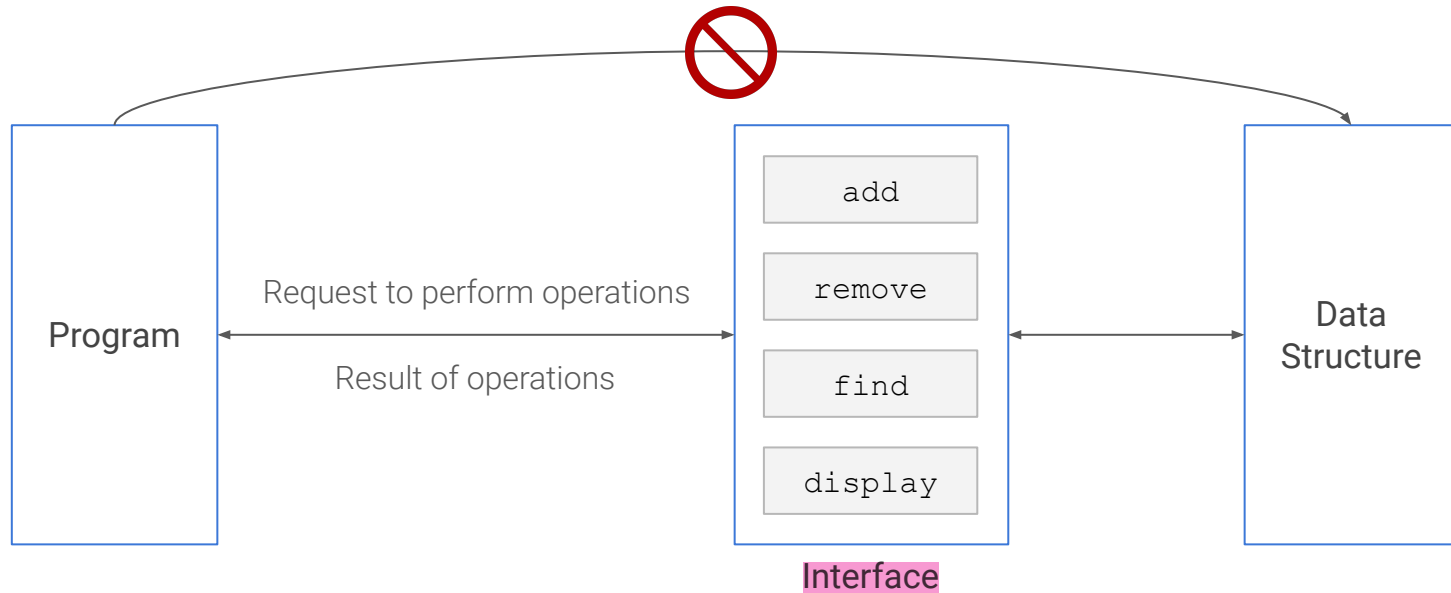 Program
Request to perform operations
Result of operations
add
remove
find
display
Interface
Data
Structure